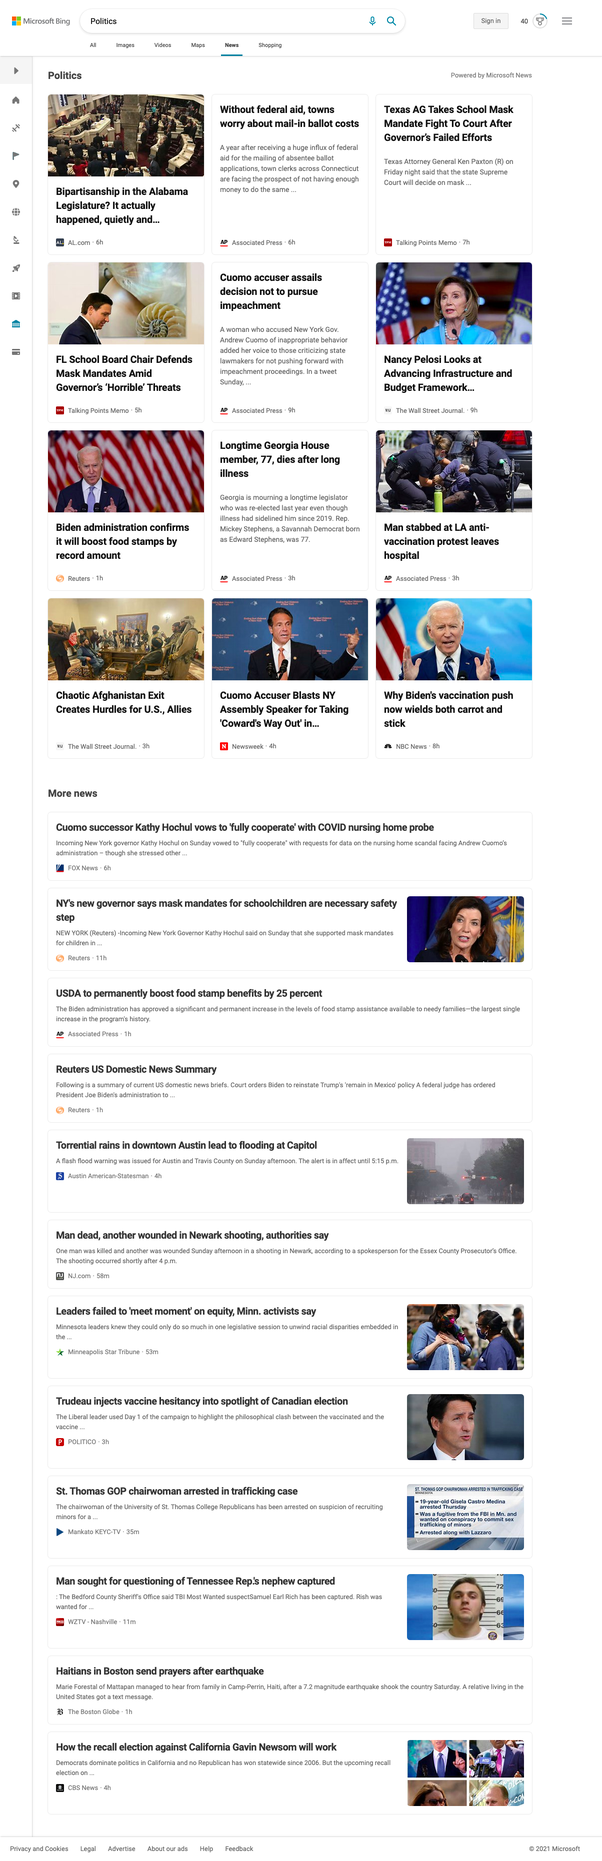 Microsoft Bing
Politics
Sign in
40
All
Images
Videos
Maps
News
Shopping
Politics
Powered by Microsoft News
Bipartisanship in the Alabama
Legislature? It actually
happened, quietly and...
AL.com · 6h
Without federal aid, towns
worry about mail-in ballot costs
A year after receiving a huge influx of federal
aid for the mailing of absentee ballot
applications, town clerks across Connecticut
are facing the prospect of not having enough
money to do the same ...
AP Associated Press · 6h
Texas AG Takes School Mask
Mandate Fight To Court After
Governor's Failed Efforts
Texas Attorney General Ken Paxton (R) on
Friday night said that the state Supreme
Court will decide on mask ...
Talking Points Memo · 7h
FL School Board Chair Defends
Mask Mandates Amid
Governor's 'Horrible' Threats
Talking Points Memo · 5h
Cuomo accuser assails
decision not to pursue
impeachment
A woman who accused New York Gov.
Andrew Cuomo of inappropriate behavior
added her voice to those criticizing state
lawmakers for not pushing forward with
impeachment proceedings. In a tweet
Sunday, ...
AP Associated Press · 9h
Nancy Pelosi Looks at
Advancing Infrastructure and
Budget Framework...
The Wall Street Journal. · 9h
Biden administration confirms
it will boost food stamps by
record amount
Reuters · 1h
Longtime Georgia House
member, 77, dies after long
illness
Georgia is mourning a longtime legislator
who was re-elected last year even though
illness had sidelined him since 2019. Rep.
Mickey Stephens, a Savannah Democrat born
as Edward Stephens, was 77.
AP Associated Press · 3h
Man stabbed at LA anti-
vaccination protest leaves
hospital
AP Associated Press · 3h
Chaotic Afghanistan Exit
Creates Hurdles for U.S., Allies
The Wall Street Journal. · 3h
Cuomo Accuser Blasts NY
Assembly Speaker for Taking
'Coward's Way Out' in...
N Newsweek · 4h
Why Biden's vaccination push
now wields both carrot and
stick
NBC News · 8h
More news
Cuomo successor Kathy Hochul vows to 'fully cooperate' with COVID nursing home probe
Incoming New York governor Kathy Hochul on Sunday vowed to "fully cooperate" with requests for data on the nursing home scandal facing Andrew Cuomo's
administration – though she stressed other ...
FOX News · 6h
NY's new governor says mask mandates for schoolchildren are necessary safety
step
NEW YORK (Reuters) -Incoming New York Governor Kathy Hochul said on Sunday that she supported mask mandates
for children in ...
Reuters · 11h
USDA to permanently boost food stamp benefits by 25 percent
The Biden administration has approved a significant and permanent increase in the levels of food stamp assistance available to needy families—the largest single
increase in the program's history.
AP Associated Press · 1h
Reuters US Domestic News Summary
Following is a summary of current US domestic news briefs. Court orders Biden to reinstate Trump's 'remain in Mexico' policy A federal judge has ordered
President Joe Biden's administration to ...
Reuters · 1h
Torrential rains in downtown Austin lead to flooding at Capitol
A flash flood warning was issued for Austin and Travis County on Sunday afternoon. The alert is in affect until 5:15 p.m.
S Austin American-Statesman · 4h
Man dead, another wounded in Newark shooting, authorities say
One man was killed and another was wounded Sunday afternoon in a shooting in Newark, according to a spokesperson for the Essex County Prosecutor's Office.
The shooting occurred shortly after 4 p.m.
NJ.com · 58m
Leaders failed to 'meet moment' on equity, Minn. activists say
Minnesota leaders knew they could only do so much in one legislative session to unwind racial disparities embedded in
the ...
Minneapolis Star Tribune · 53m
Trudeau injects vaccine hesitancy into spotlight of Canadian election
The Liberal leader used Day 1 of the campaign to highlight the philosophical clash between the vaccinated and the
vaccine ...
P POLITICO · 3h
St. Thomas GOP chairwoman arrested in trafficking case
The chairwoman of the University of St. Thomas College Republicans has been arrested on suspicion of recruiting
minors for a ...
Mankato KEYC-TV · 35m
ST. THOMAS GOP CHAIRWOMAN ARRESTED IN TRAFFICKING CASE
19-year-old Gisela Castro Medina
arrested Thursday
Was a fugitive from the FBI in Mn. and
wanted on conspiracy to commit sex
trafficking of minors
Arrested along with Lazzaro
Man sought for questioning of Tennessee Rep.'s nephew captured
: The Bedford County Sheriff's Office said TBI Most Wanted suspectSamuel Earl Rich has been captured. Rish was
wanted for ...
WZTV - Nashville · 11m
Haitians in Boston send prayers after earthquake
Marie Forestal of Mattapan managed to hear from family in Camp-Perrin, Haiti, after a 7.2 magnitude earthquake shook the country Saturday. A relative living in the
United States got a text message.
B The Boston Globe · 1h
How the recall election against California Gavin Newsom will work
Democrats dominate politics in California and no Republican has won statewide since 2006. But the upcoming recall
election on ...
CBS News · 4h
Privacy and Cookies
Legal
Advertise
About our ads
Help
Feedback
© 2021 Microsoft